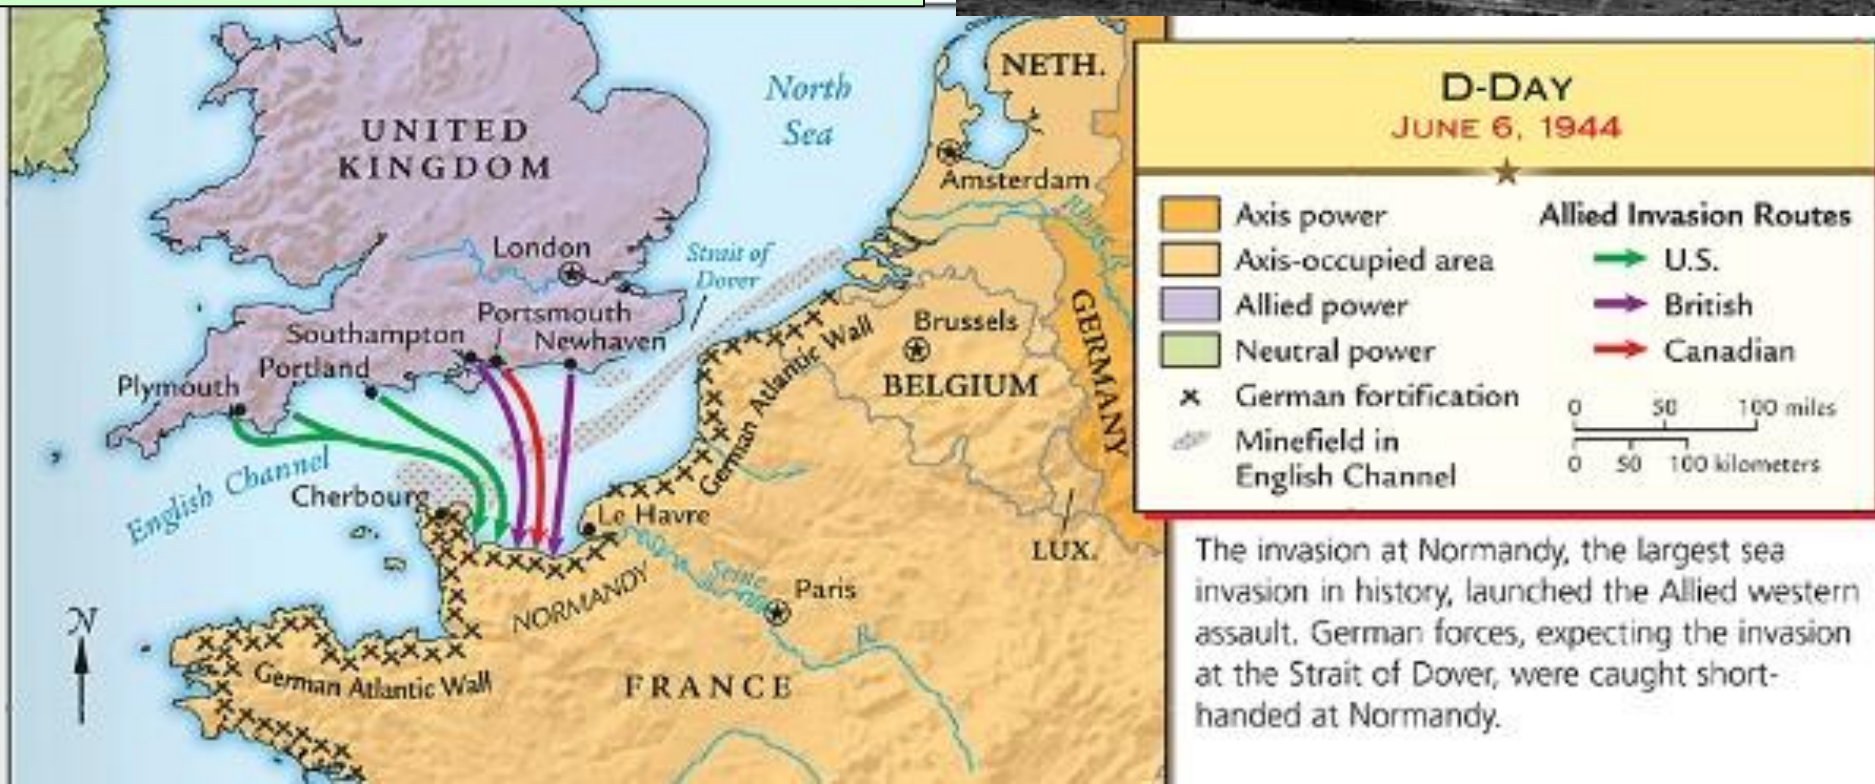 NETH.
North
Sea
UNITED
KINGDOM
Amsterdam
Rhine R.
London
Strait of
Dover
Portsmouth
Southampton
Newhaven
Portland
Plymouth
Brussels
BELGIUM
GERMANY
German Atlantic Wall
English Channel
Cherbourg
Le Havre
LUX.
NORMANDY
Seine
R.
Paris
N
German Atlantic Wall
FRANCE
D-DAY
JUNE 6, 1944
Axis power
Axis-occupied area
Allied power
Neutral power
German fortification
Minefield in
English Channel
Allied Invasion Routes
U.S.
British
Canadian
0 50 100 miles
0 50 100 kilometers
The invasion at Normandy, the largest sea
invasion in history, launched the Allied western
assault. German forces, expecting the invasion
at the Strait of Dover, were caught short-
handed at Normandy.